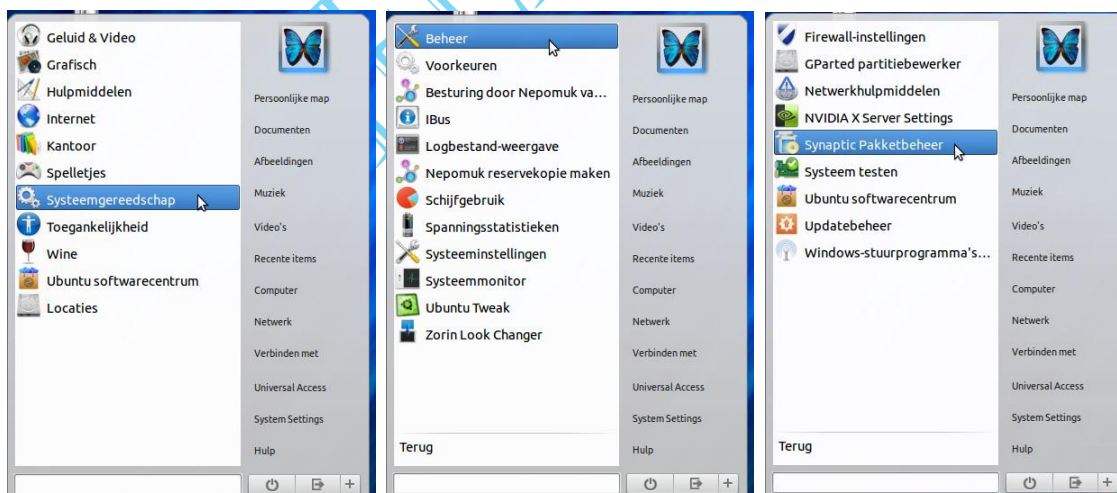 Geluid & Video
Grafisch
Hulpmiddelen
Internet
Kantoor
Spelletjes
Systeemgereedschap
Toegankelijkheid
Wine
Ubuntu softwarecentrum
Locaties
Persoonlijke map
Documenten
Afbeeldingen
Muziek
Video's
Recente items
Computer
Netwerk
Verbinden met
Universal Access
System Settings
Hulp
Beheer
Voorkeuren
Besturing door Nepomuk va...
IBus
Logbestand-weergave
Nepomuk reservekopie maken
Schijfgebruik
Spanningsstatistieken
Systeeminstellingen
Systeemmonitor
Ubuntu Tweak
Zorin Look Changer
Terug
Persoonlijke map
Documenten
Afbeeldingen
Muziek
Video's
Recente items
Computer
Netwerk
Verbinden met
Universal Access
System Settings
Hulp
Firewall-instellingen
GParted partitiebewerker
Netwerkhulpmiddelen
NVIDIA X Server Settings
Synaptic Pakketbeheer
Systeem testen
Ubuntu softwarecentrum
Updatebeheer
Windows-stuurprogramma's...
Terug
Persoonlijke map
Documenten
Afbeeldingen
Muziek
Video's
Recente items
Computer
Netwerk
Verbinden met
Universal Access
System Settings
Hulp